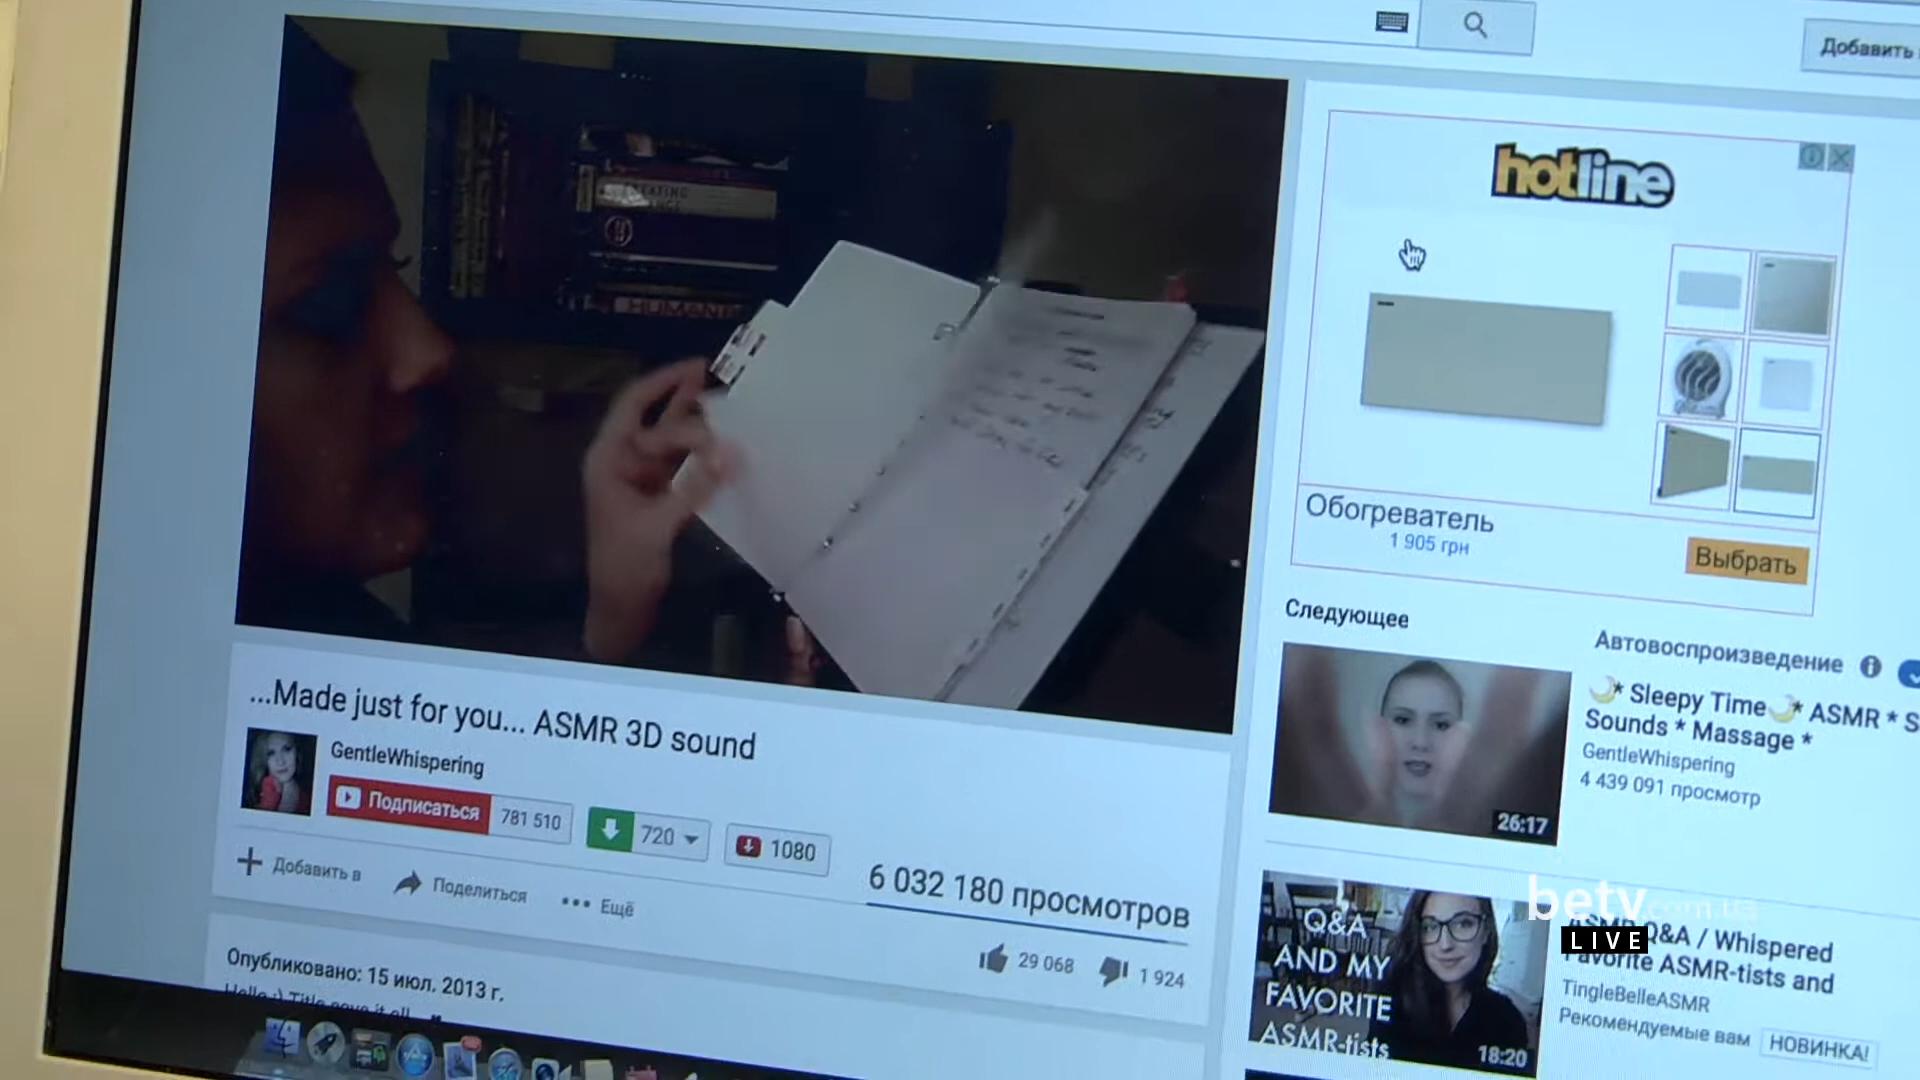 Добавить
hotline
Обогреватель
1 905 грн
Выбрать
Следующее
Автовоспроизведение
Sleepy Time * ASMR * S
Sounds * Massage *
GentleWhispering
4 439 091 просмотр
26:17
...Made just for you... ASMR 3D sound
GentleWhispering
Подписаться 781 510
720
1080
6 032 180 просмотров
Добавить в
Поделиться
Ещё
29 068
1 924
Опубликовано: 15 июл. 2013 г.
Q&A
AND MY
FAVORITE
ASMR-tists
18:20
ASMR Q&A / Whispered
Favorite ASMR-tists and
TingleBelleASMR
Рекомендуемые вам
НОВИНКА!
betv.com.ua
LIVE